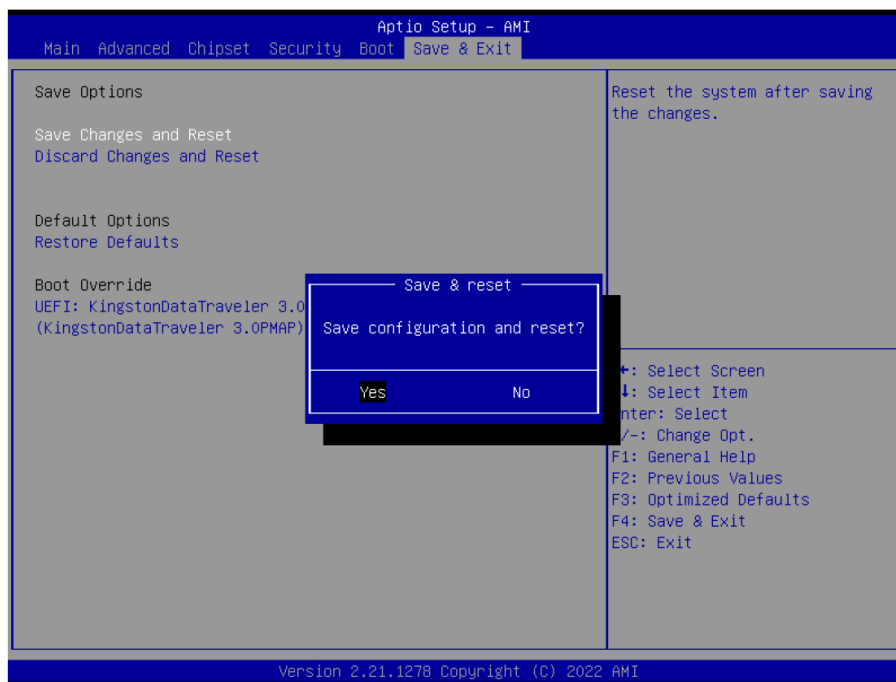 Aptio Setup – AMI
Main Advanced Chipset Security Boot Save & Exit
Save Options
Save Changes and Reset
Discard Changes and Reset
Default Options
Restore Defaults
Boot Override
UEFI: KingstonDataTraveler 3.0
(KingstonDataTraveler 3.0PMAP)
Save & reset
Save configuration and reset?
Yes No
Reset the system after saving
the changes.
: Select Screen
↓: Select Item
nter: Select
/-: Change Opt.
F1: General Help
F2: Previous Values
F3: Optimized Defaults
F4: Save & Exit
ESC: Exit
Version 2.21.1278 Copyright (C) 2022 AMI